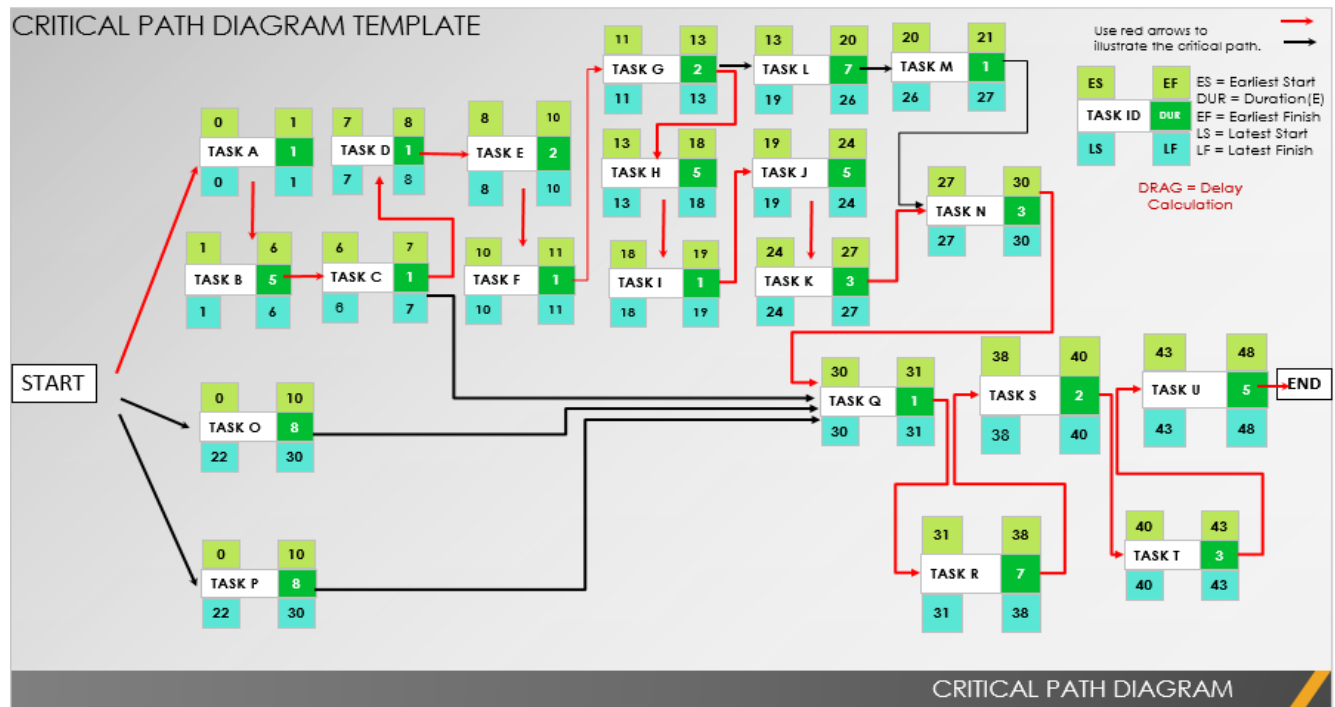 CRITICAL PATH DIAGRAM TEMPLATE
Use red arrows to
illustrate the critical path.
ES EF
TASK ID DUR
LS LF
ES = Earliest Start
DUR = Duration(E)
EF = Earliest Finish
LS = Latest Start
LF = Latest Finish
DRAG = Delay
Calculation
11 13
TASK G 2
11 13
13 20
TASK L 7
19 26
20 21
TASK M 1
26 27
0 1
TASK A 1
0 1
7 8
TASK D 1
7 8
8 10
TASK E 2
8 10
13 18
TASK H 5
13 18
19 24
TASK J 5
19 24
27 30
TASK N 3
27 30
1 6
TASK B 5
1 6
6 7
TASK C 1
6 7
10 11
TASK F 1
10 11
18 19
TASK I 1
18 19
24 27
TASK K 3
24 27
START
0 10
TASK O 8
22 30
30 31
TASK Q 1
30 31
38 40
TASK S 2
38 40
43 48
TASK U 5
43 48
END
0 10
TASK P 8
22 30
31 38
TASK R 7
31 38
40 43
TASK T 3
40 43
CRITICAL PATH DIAGRAM